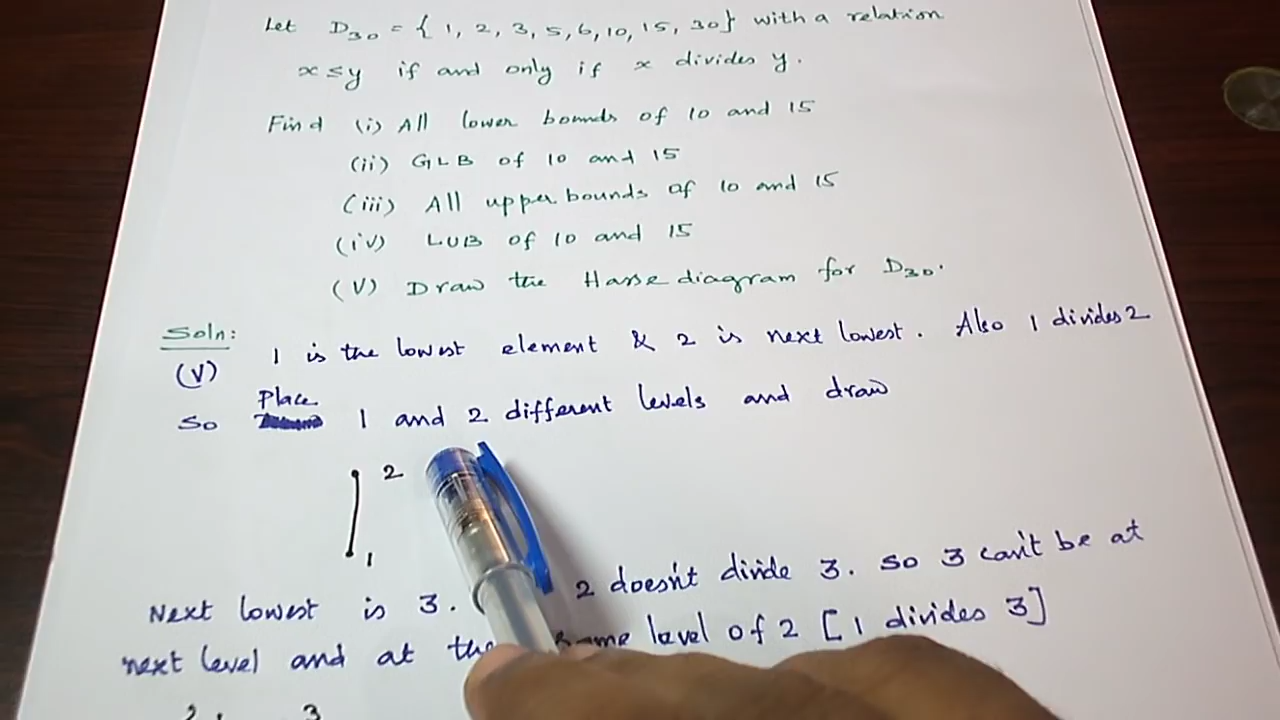 Let D30 = { 1, 2, 3, 5, 6, 10, 15, 30} with a relation
x ≤ y if and only if x divides y.
Find (i) All lower bounds of 10 and 15
(ii) GLB of 10 and 15
(iii) All upper bounds of 10 and 15
(iv) LUB of 10 and 15
(V) Draw the Hasse diagram for D30.
Soln:
(V) 1 is the lowest element & 2 is next lowest. Also 1 divides 2
So Place 1 and 2 different levels and draw
2
1
Next lowest is 3. 2 doesn't divide 3. So 3 can't be at
next level and at the same level of 2 [1 divides 3]
2 3